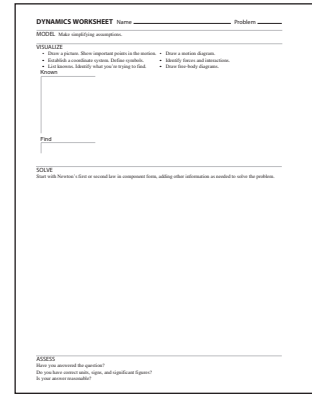 DYNAMICS WORKSHEET Name Problem
MODEL Make simplifying assumptions.
VISUALIZE
• Draw a picture. Show important points in the motion.
• Establish a coordinate system. Define symbols.
• List knowns. Identify what you're trying to find.
• Draw a motion diagram.
• Identify forces and interactions.
• Draw free-body diagrams.
Known
Find
SOLVE
Start with Newton's first or second law in component form, adding other information as needed to solve the problem.
ASSESS
Have you answered the question?
Do you have correct units, signs, and significant figures?
Is your answer reasonable?